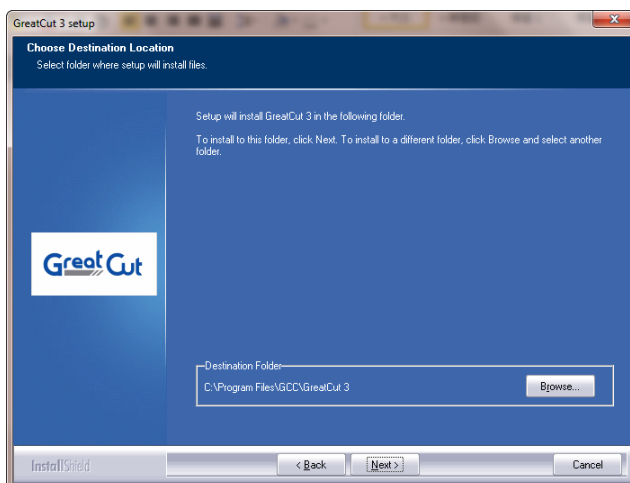 GreatCut 3 setup
Choose Destination Location
Select folder where setup will install files.
Setup will install GreatCut 3 in the following folder.
To install to this folder, click Next. To install to a different folder, click Browse and select another
folder.
Great Cut
Destination Folder
C:\Program Files\GCC\GreatCut 3
Browse...
InstallShield
< Back
Next >
Cancel